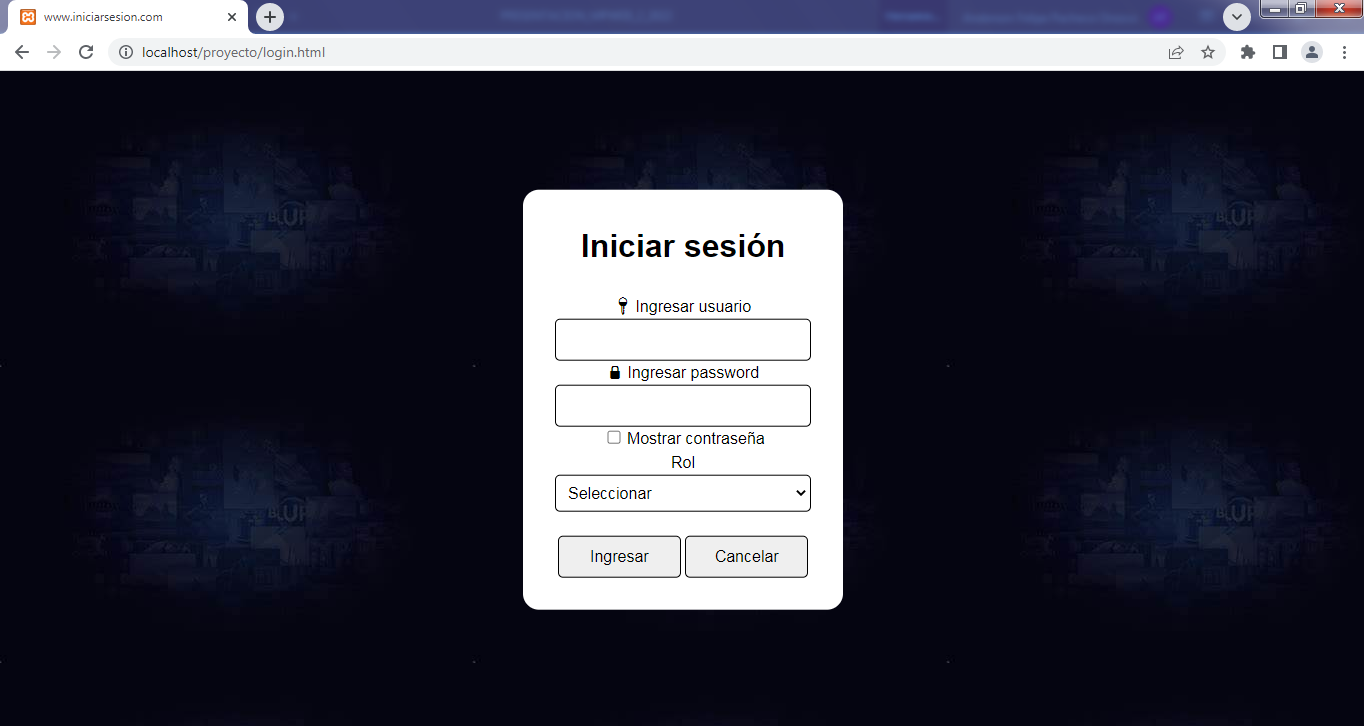 www.iniciarsesion.com
localhost/proyecto/login.html
Iniciar sesión
Ingresar usuario
Ingresar password
Mostrar contraseña
Rol
Seleccionar
Ingresar Cancelar